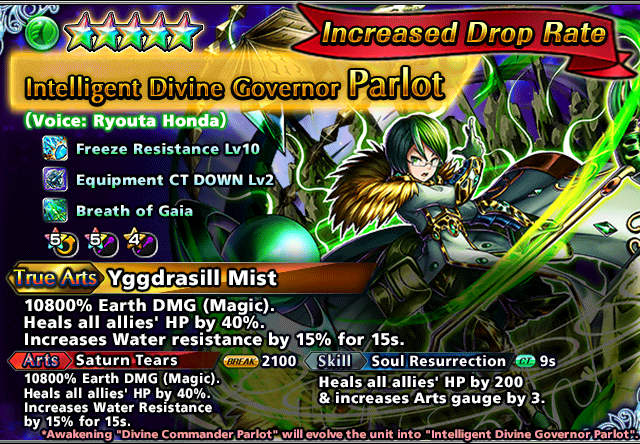 Increased Drop Rate
Intelligent Divine Governor Parlot
(Voice: Ryouta Honda)
Freeze Resistance Lv10
Equipment CT DOWN Lv2
Breath of Gaia
5 5 4
True Arts Yggdrasill Mist
10800% Earth DMG (Magic).
Heals all allies' HP by 40%.
Increases Water resistance by 15% for 15s.
Arts Saturn Tears BREAK 2100
10800% Earth DMG (Magic).
Heals all allies' HP by 40%.
Increases Water Resistance
by 15% for 15s.
Skill Soul Resurrection CT 9s
Heals all allies' HP by 200
& increases Arts gauge by 3.
*Awakening "Divine Commander Parlot" will evolve the unit into "Intelligent Divine Governor Parlot"